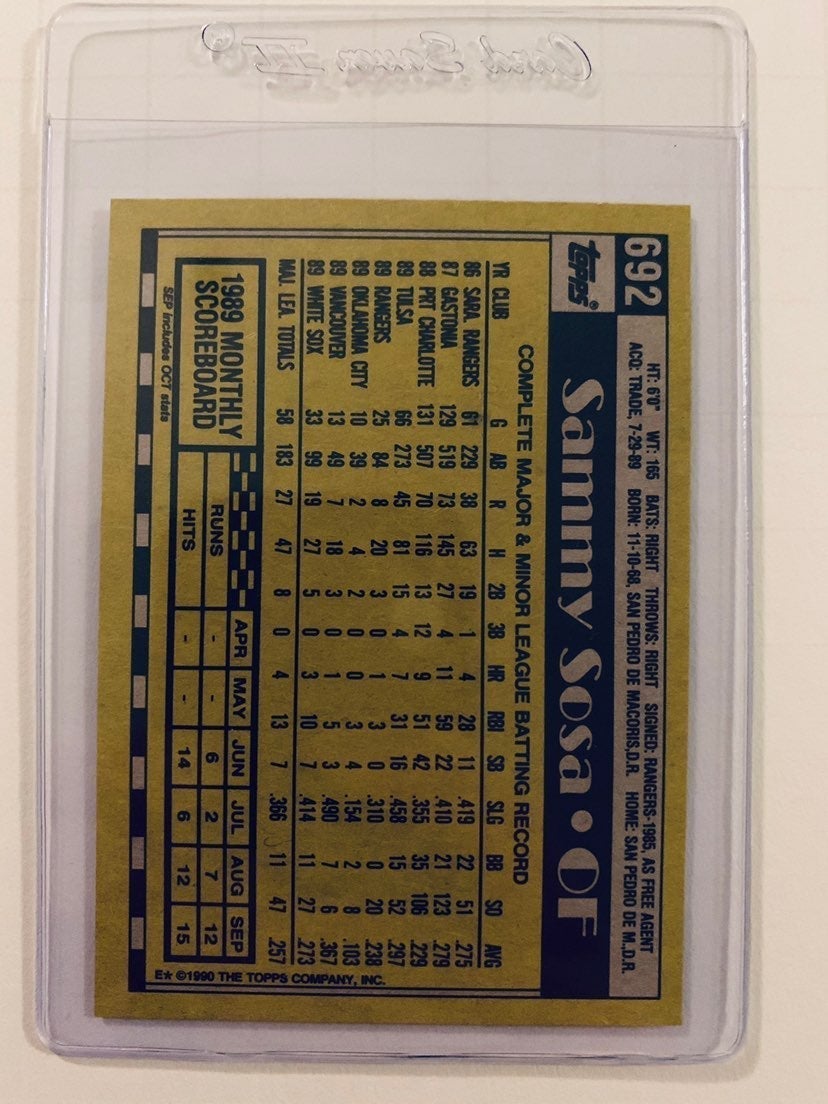 Card Saver II®
692
HT: 6'0" WT: 165 BATS: RIGHT THROWS: RIGHT SIGNED: RANGERS-1985, AS FREE AGENT
ACQ: TRADE, 7-29-89 BORN: 11-10-68, SAN PEDRO DE MACORIS,D.R. HOME: SAN PEDRO DE M.,D.R.
topps®
Sammy Sosa • OF
COMPLETE MAJOR & MINOR LEAGUE BATTING RECORD
YR CLUB G AB R H 2B 3B HR RBI SB SLG BB SO AVG
86 SARA. RANGERS 61 229 38 63 19 1 4 28 11 .419 22 51 .275
87 GASTONIA 129 519 73 145 27 4 11 59 22 .410 21 123 .279
88 PRT CHARLOTTE 131 507 70 116 13 12 9 51 42 .355 35 106 .229
89 TULSA 66 273 45 81 15 4 7 31 16 .458 15 52 .297
89 RANGERS 25 84 8 20 3 0 1 3 0 .310 0 20 .238
89 OKLAHOMA CITY 10 39 2 4 2 0 0 3 4 .154 2 8 .103
89 VANCOUVER 13 49 7 18 3 0 1 5 3 .490 7 6 .367
89 WHITE SOX 33 99 19 27 5 0 3 10 7 .414 11 27 .273
MAJ. LEA. TOTALS 58 183 27 47 8 0 4 13 7 .366 11 47 .257
1989 MONTHLY
SCOREBOARD
SEP includes OCT stats
APR MAY JUN JUL AUG SEP
RUNS - - 6 2 7 12
HITS - - 14 6 12 15
E* ©1990 THE TOPPS COMPANY, INC.